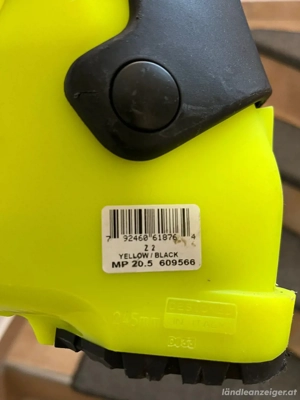 7 92460 61876 4
Z 2
YELLOW/BLACK
MP 20.5 609566
ländleanzeiger.at